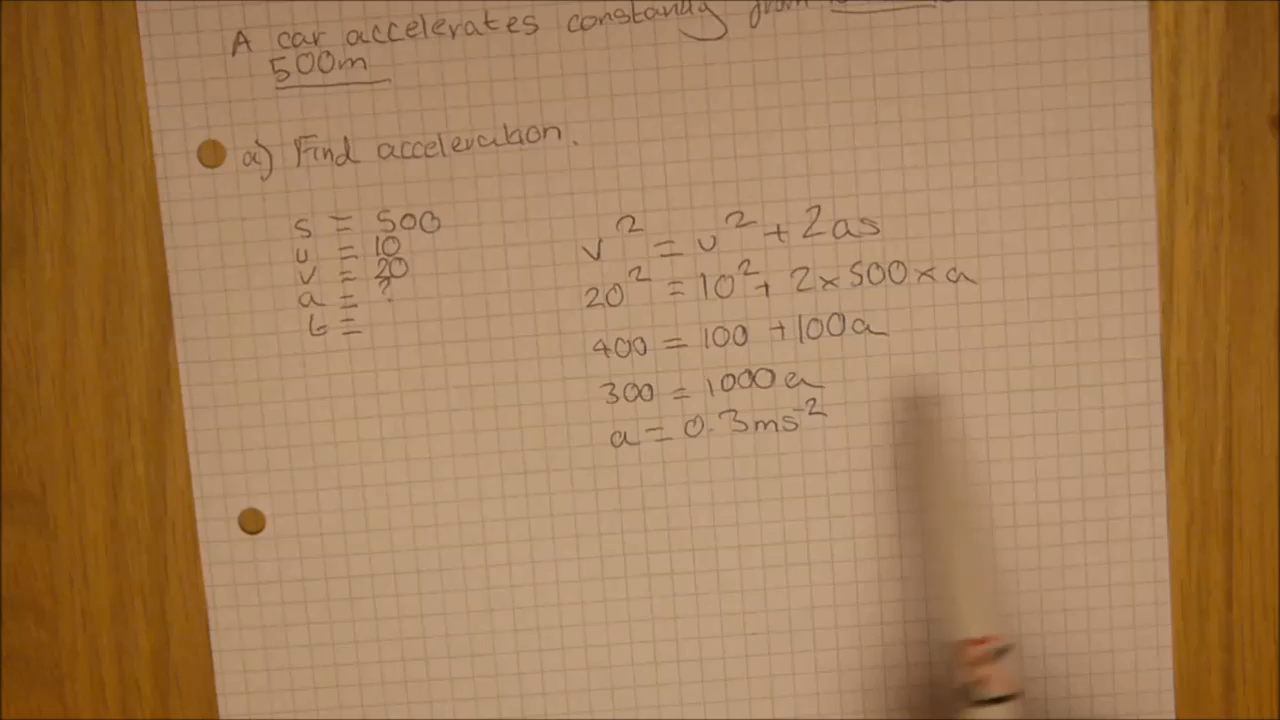 A car accelerates constantly from
500m
a) Find acceleration.
s = 500
u = 10
v = 20
a = ?
t =
v² = u² + 2as
20² = 10² + 2×500×a
400 = 100 + 100a
300 = 1000a
a = 0.3ms⁻²